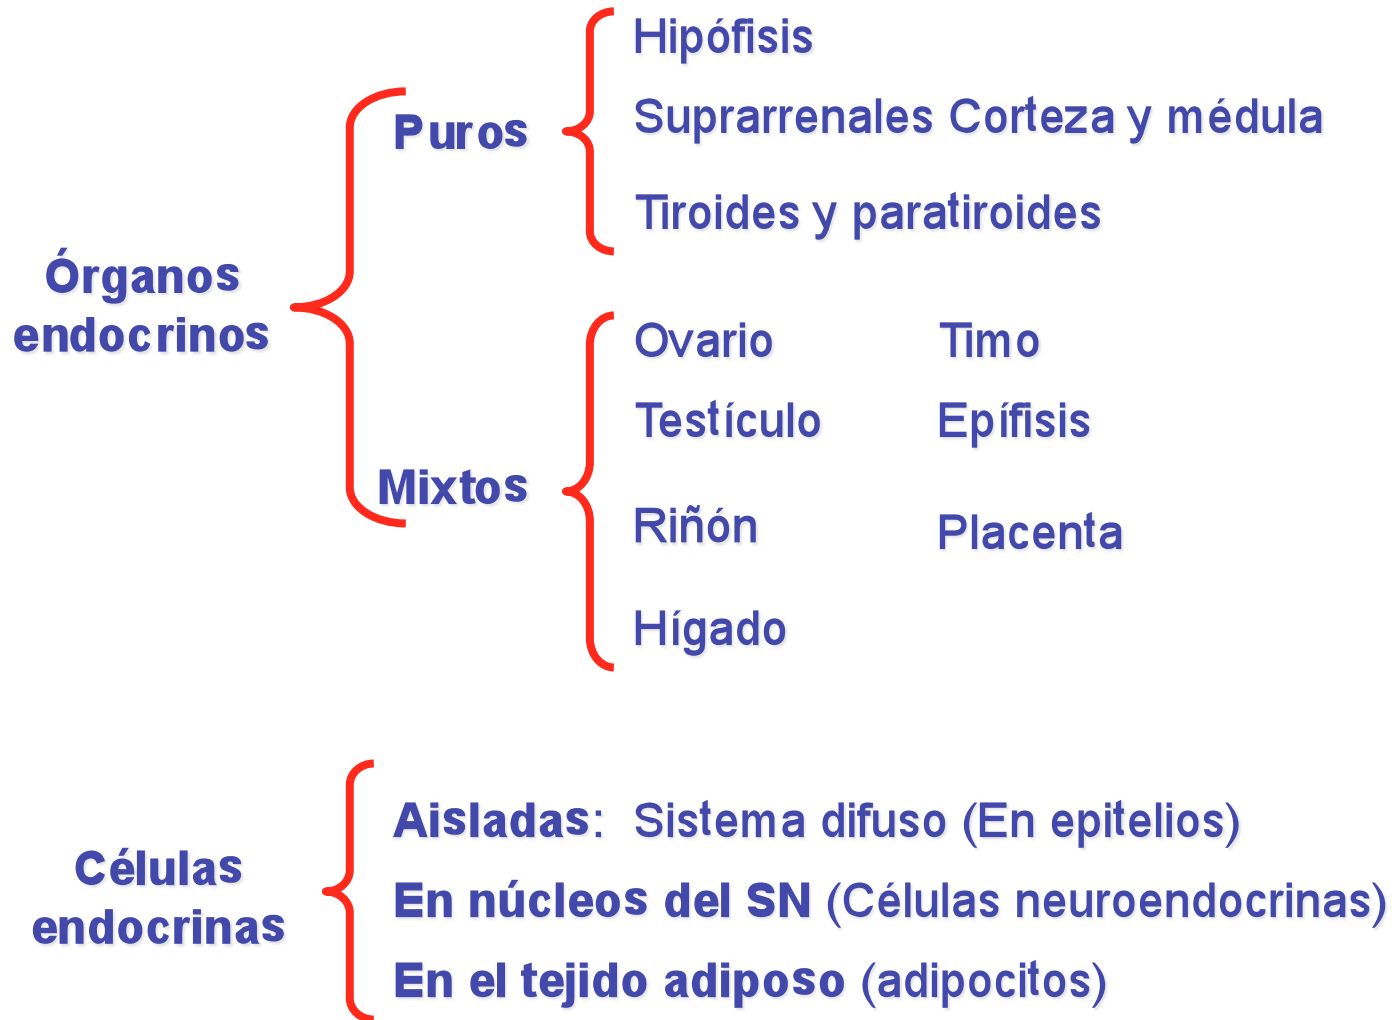 Órganos
endocrinos
Puros
Hipófisis
Suprarrenales Corteza y médula
Tiroides y paratiroides
Mixtos
Ovario Timo
Testículo Epífisis
Riñón Placenta
Hígado
Células
endocrinas
Aisladas: Sistema difuso (En epitelios)
En núcleos del SN (Células neuroendocrinas)
En el tejido adiposo (adipocitos)